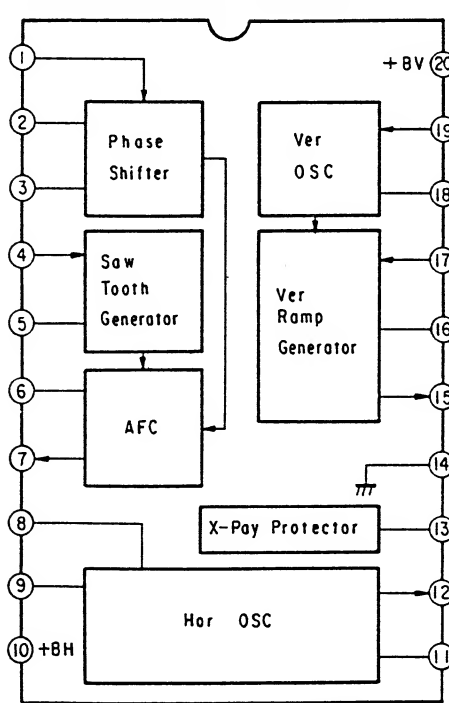 1
2
3
4
5
6
7
8
9
10 +BH
Phase
Shifter
Saw
Tooth
Generator
AFC
Ver
OSC
Ver
Ramp
Generator
X-Pay Protector
Hor OSC
+BV 20
19
18
17
16
15
14
13
12
11